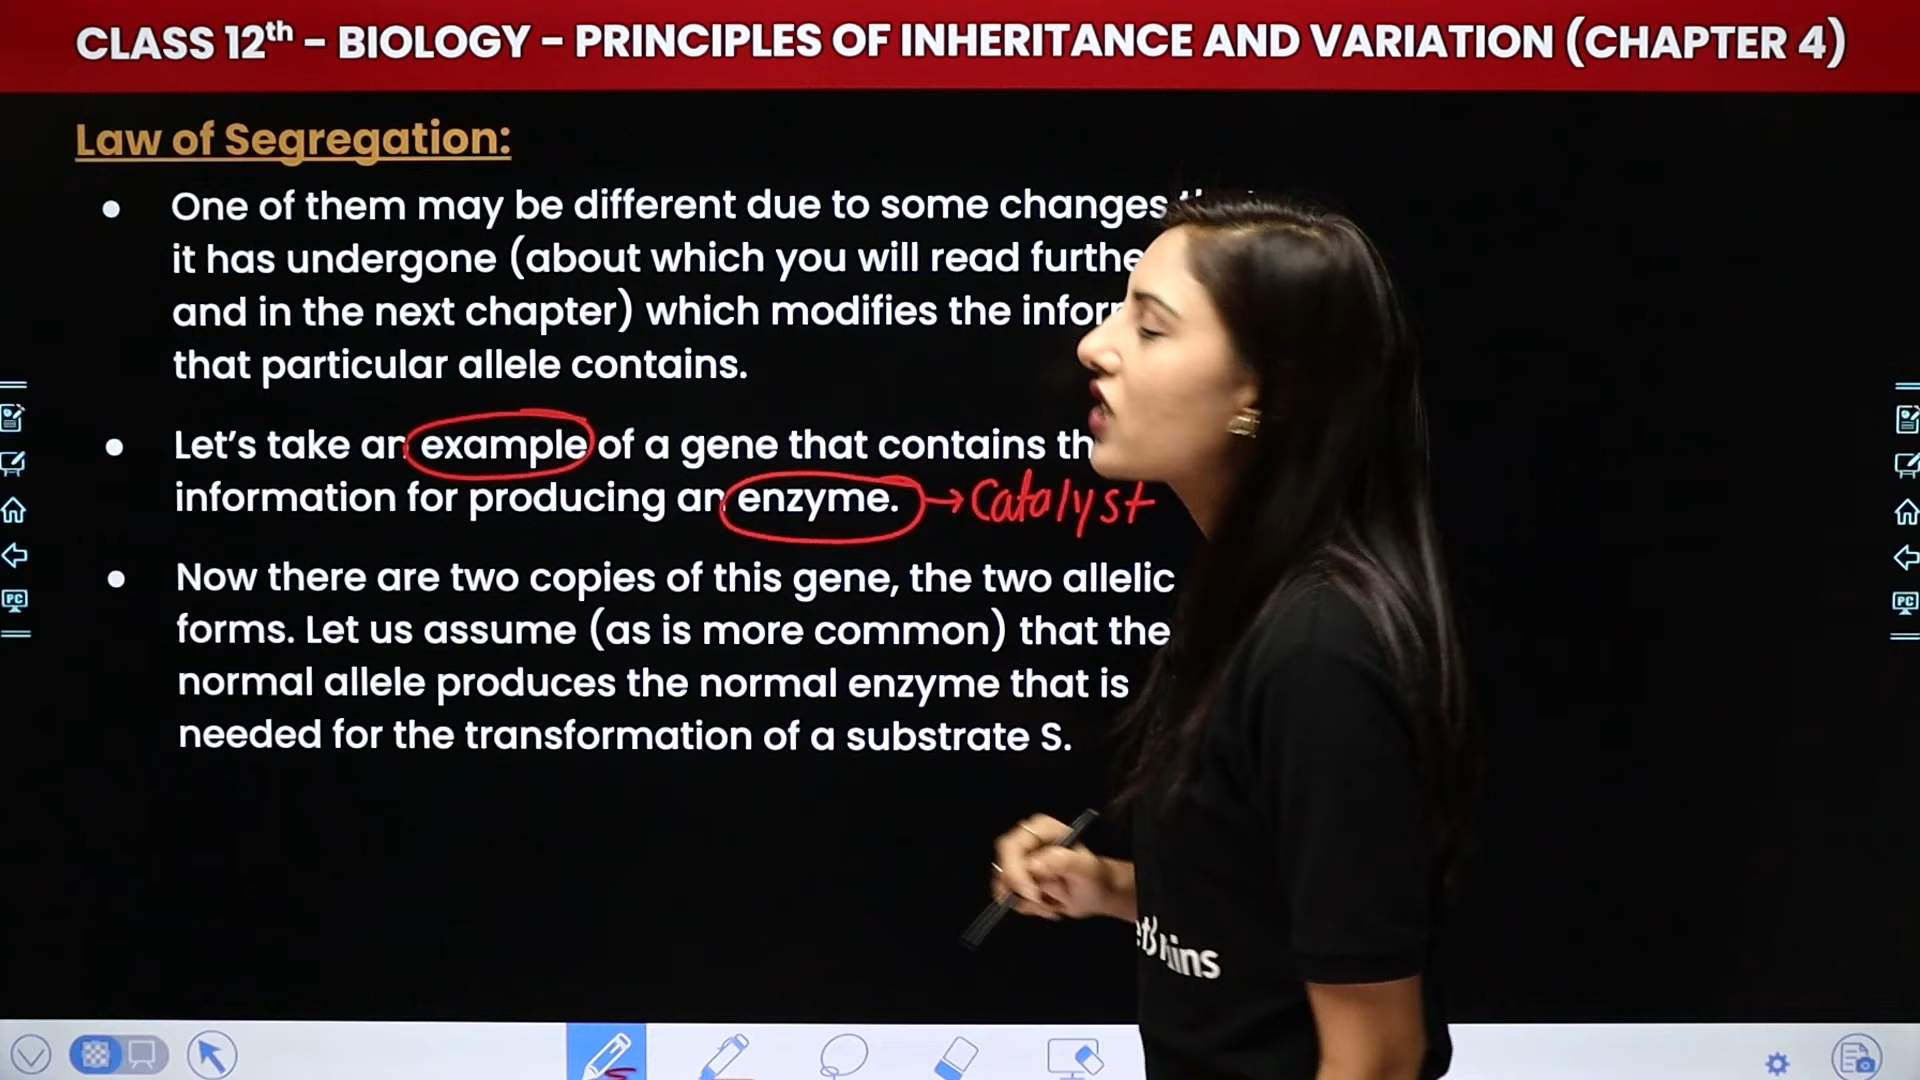 CLASS 12th - BIOLOGY - PRINCIPLES OF INHERITANCE AND VARIATION (CHAPTER 4)
Law of Segregation:
● One of them may be different due to some changes
it has undergone (about which you will read
and in the next chapter) which modifies the
that particular allele contains.
● Let's take an example of a gene that contains
information for producing an enzyme. → Catalyst
● Now there are two copies of this gene, the two allelic
forms. Let us assume (as is more common) that the
normal allele produces the normal enzyme that is
needed for the transformation of a substrate S.
PC
PC